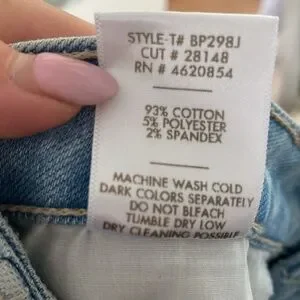 STYLE-T# BP298J
CUT # 28148
RN # 4620854
93% COTTON
5% POLYESTER
2% SPANDEX
MACHINE WASH COLD
DARK COLORS SEPARATELY
DO NOT BLEACH
TUMBLE DRY LOW
DRY CLEANING POSSIBLE